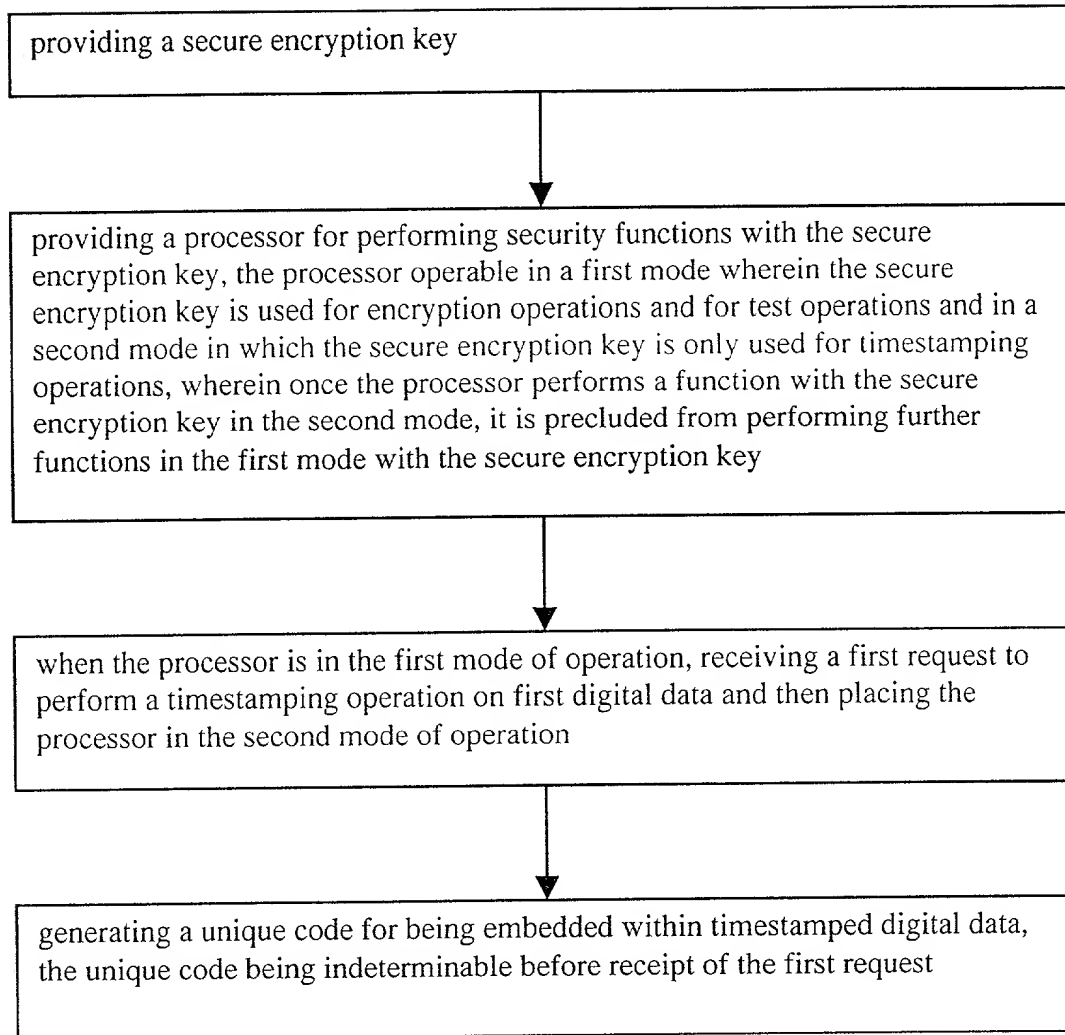 providing a secure encryption key
providing a processor for performing security functions with the secure
encryption key, the processor operable in a first mode wherein the secure
encryption key is used for encryption operations and for test operations and in a
second mode in which the secure encryption key is only used for timestamping
operations, wherein once the processor performs a function with the secure
encryption key in the second mode, it is precluded from performing further
functions in the first mode with the secure encryption key
when the processor is in the first mode of operation, receiving a first request to
perform a timestamping operation on first digital data and then placing the
processor in the second mode of operation
generating a unique code for being embedded within timestamped digital data,
the unique code being indeterminable before receipt of the first request